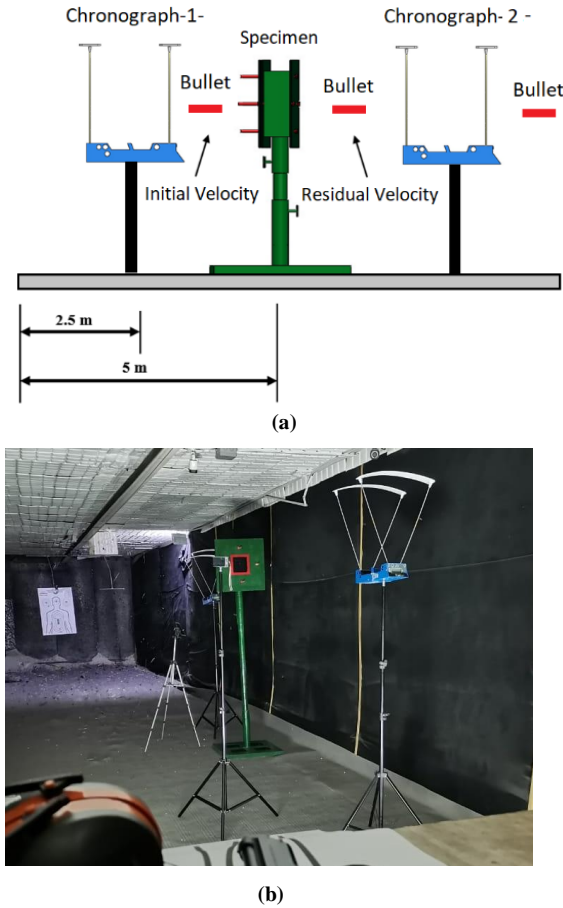 Chronograph-1-
Chronograph- 2 -
Specimen
Bullet
Bullet
Bullet
Initial Velocity
Residual Velocity
2.5 m
5 m
(a)
(b)